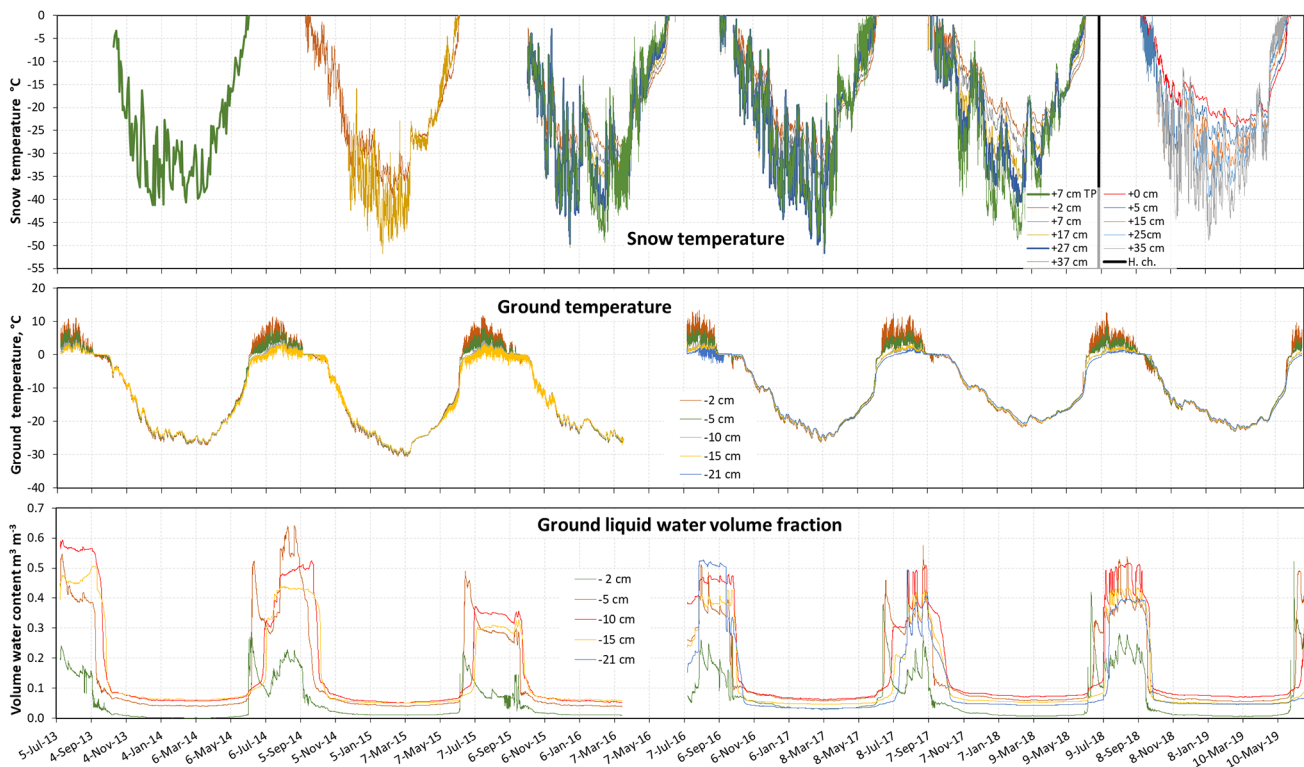 Snow temperature °C
0
-5
-10
-15
-20
-25
-30
-35
-40
-45
-50
-55
Snow temperature
+7 cm TP
+2 cm
+7 cm
+17 cm
+27 cm
+37 cm
+0 cm
+5 cm
+15 cm
+25cm
+35 cm
H. ch.
Ground temperature, °C
20
10
0
-10
-20
-30
-40
Ground temperature
-2 cm
-5 cm
-10 cm
-15 cm
-21 cm
Volume water content m³ m⁻³
0.7
0.6
0.5
0.4
0.3
0.2
0.1
0.0
Ground liquid water volume fraction
- 2 cm
-5 cm
-10 cm
-15 cm
-21 cm
5-Jul-13
4-Sep-13
4-Nov-13
4-Jan-14
6-Mar-14
6-May-14
6-Jul-14
5-Sep-14
5-Nov-14
5-Jan-15
7-Mar-15
7-May-15
7-Jul-15
6-Sep-15
6-Nov-15
6-Jan-16
7-Mar-16
7-May-16
7-Jul-16
6-Sep-16
6-Nov-16
6-Jan-17
8-Mar-17
8-May-17
8-Jul-17
7-Sep-17
7-Nov-17
7-Jan-18
9-Mar-18
9-May-18
9-Jul-18
8-Sep-18
8-Nov-18
8-Jan-19
10-Mar-19
10-May-19